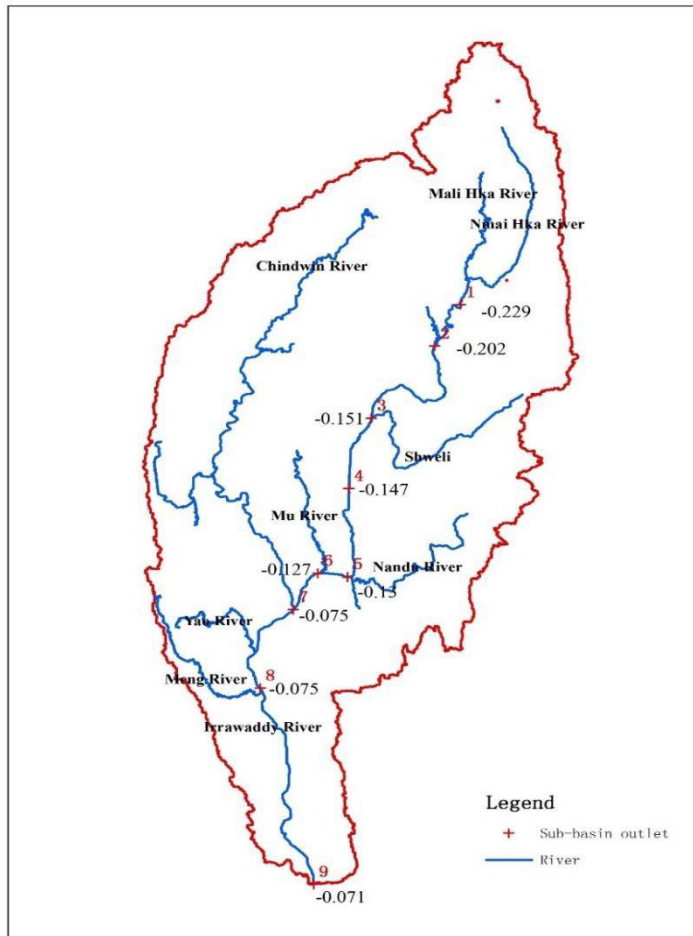 Mali Hka River
Nmai Hka River
Chindwin River
1
-0.229
2
-0.202
3
-0.151
Shweli
4
-0.147
Mu River
-0.127
6
5
Nandu River
-0.13
7
-0.075
Yao River
Meng River
8
-0.075
Irrawaddy River
Legend
Sub-basin outlet
River
9
-0.071